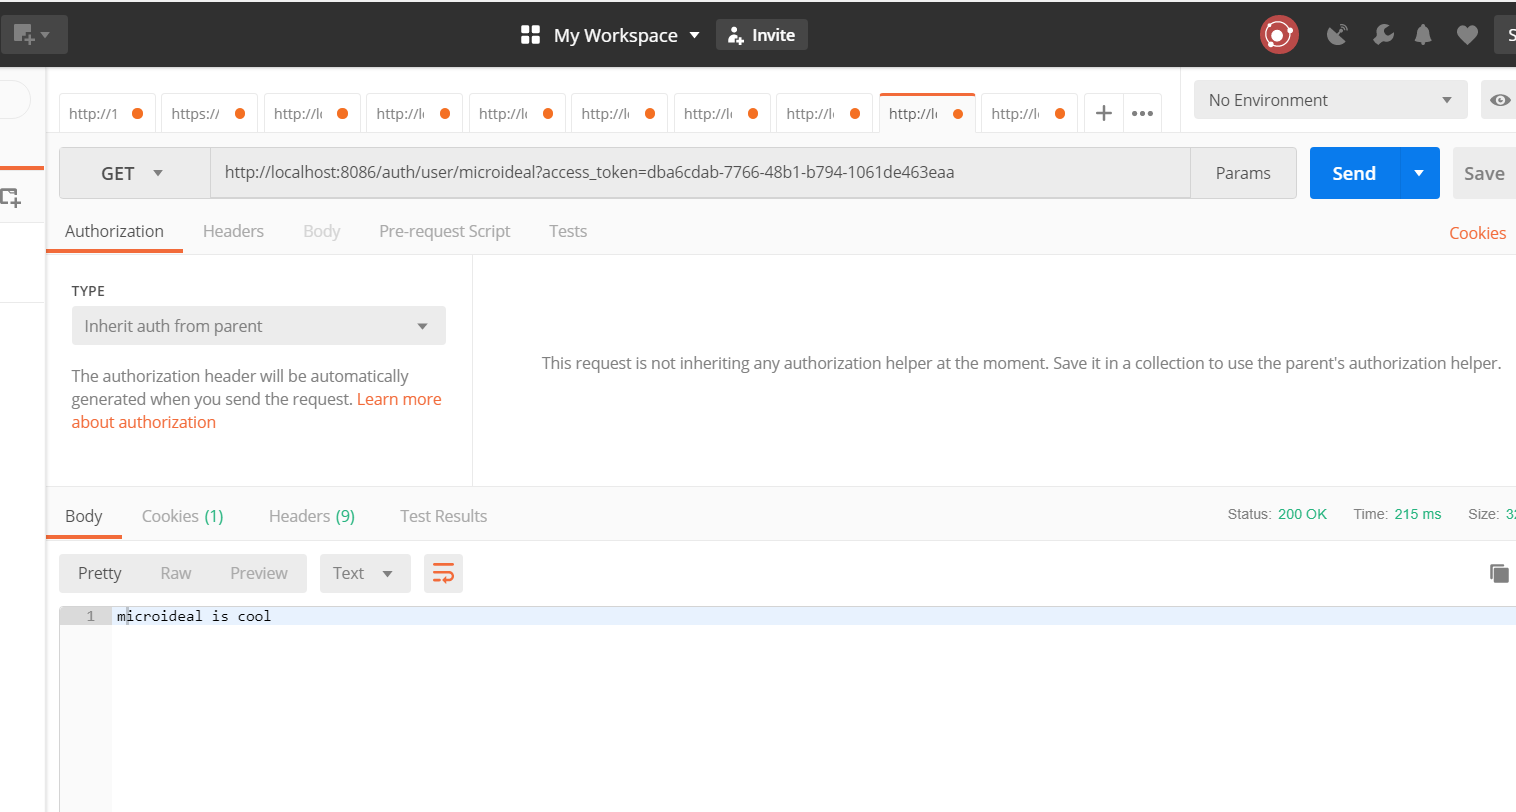 My Workspace Invite S
http://1 https:/ http://l http://l http://l http://l http://l http://l http://l http://l No Environment
GET http://localhost:8086/auth/user/microideal?access_token=dba6cdab-7766-48b1-b794-1061de463eaa Params Send Save
Authorization Headers Body Pre-request Script Tests Cookies
TYPE
Inherit auth from parent
This request is not inheriting any authorization helper at the moment. Save it in a collection to use the parent's authorization helper.
The authorization header will be automatically
generated when you send the request. Learn more
about authorization
Body Cookies (1) Headers (9) Test Results Status: 200 OK Time: 215 ms Size: 32
Pretty Raw Preview Text
1 microideal is cool